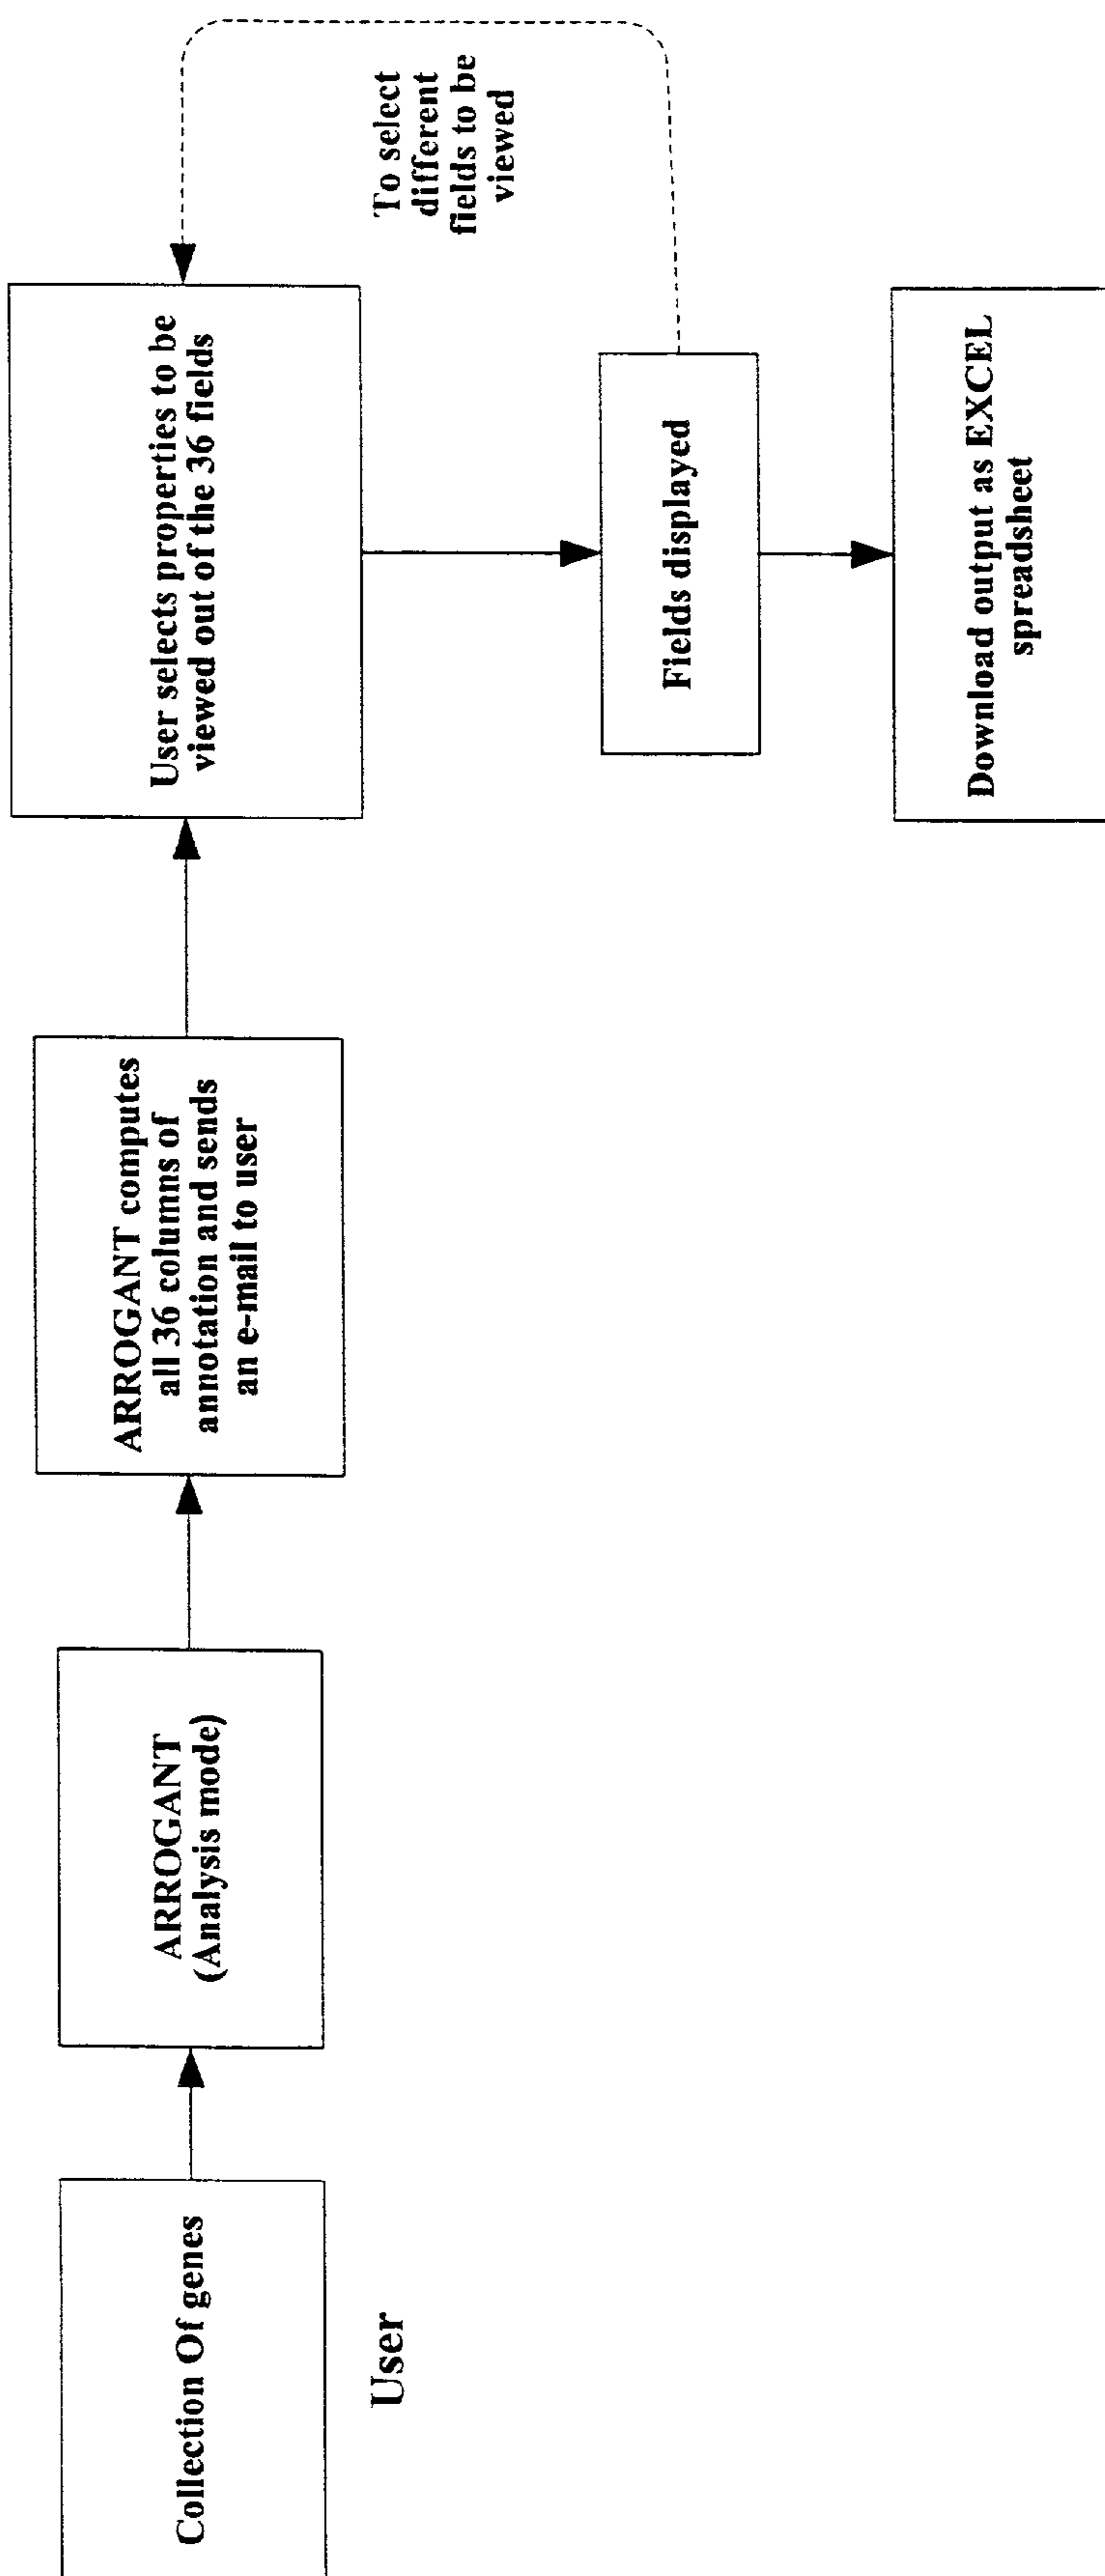 Collection Of genes
User
ARROGANT
(Analysis mode)
ARROGANT computes
all 36 columns of
annotation and sends
an e-mail to user
User selects properties to be
viewed out of the 36 fields
To select
different
fields to be
viewed
Fields displayed
Download output as EXCEL
spreadsheet